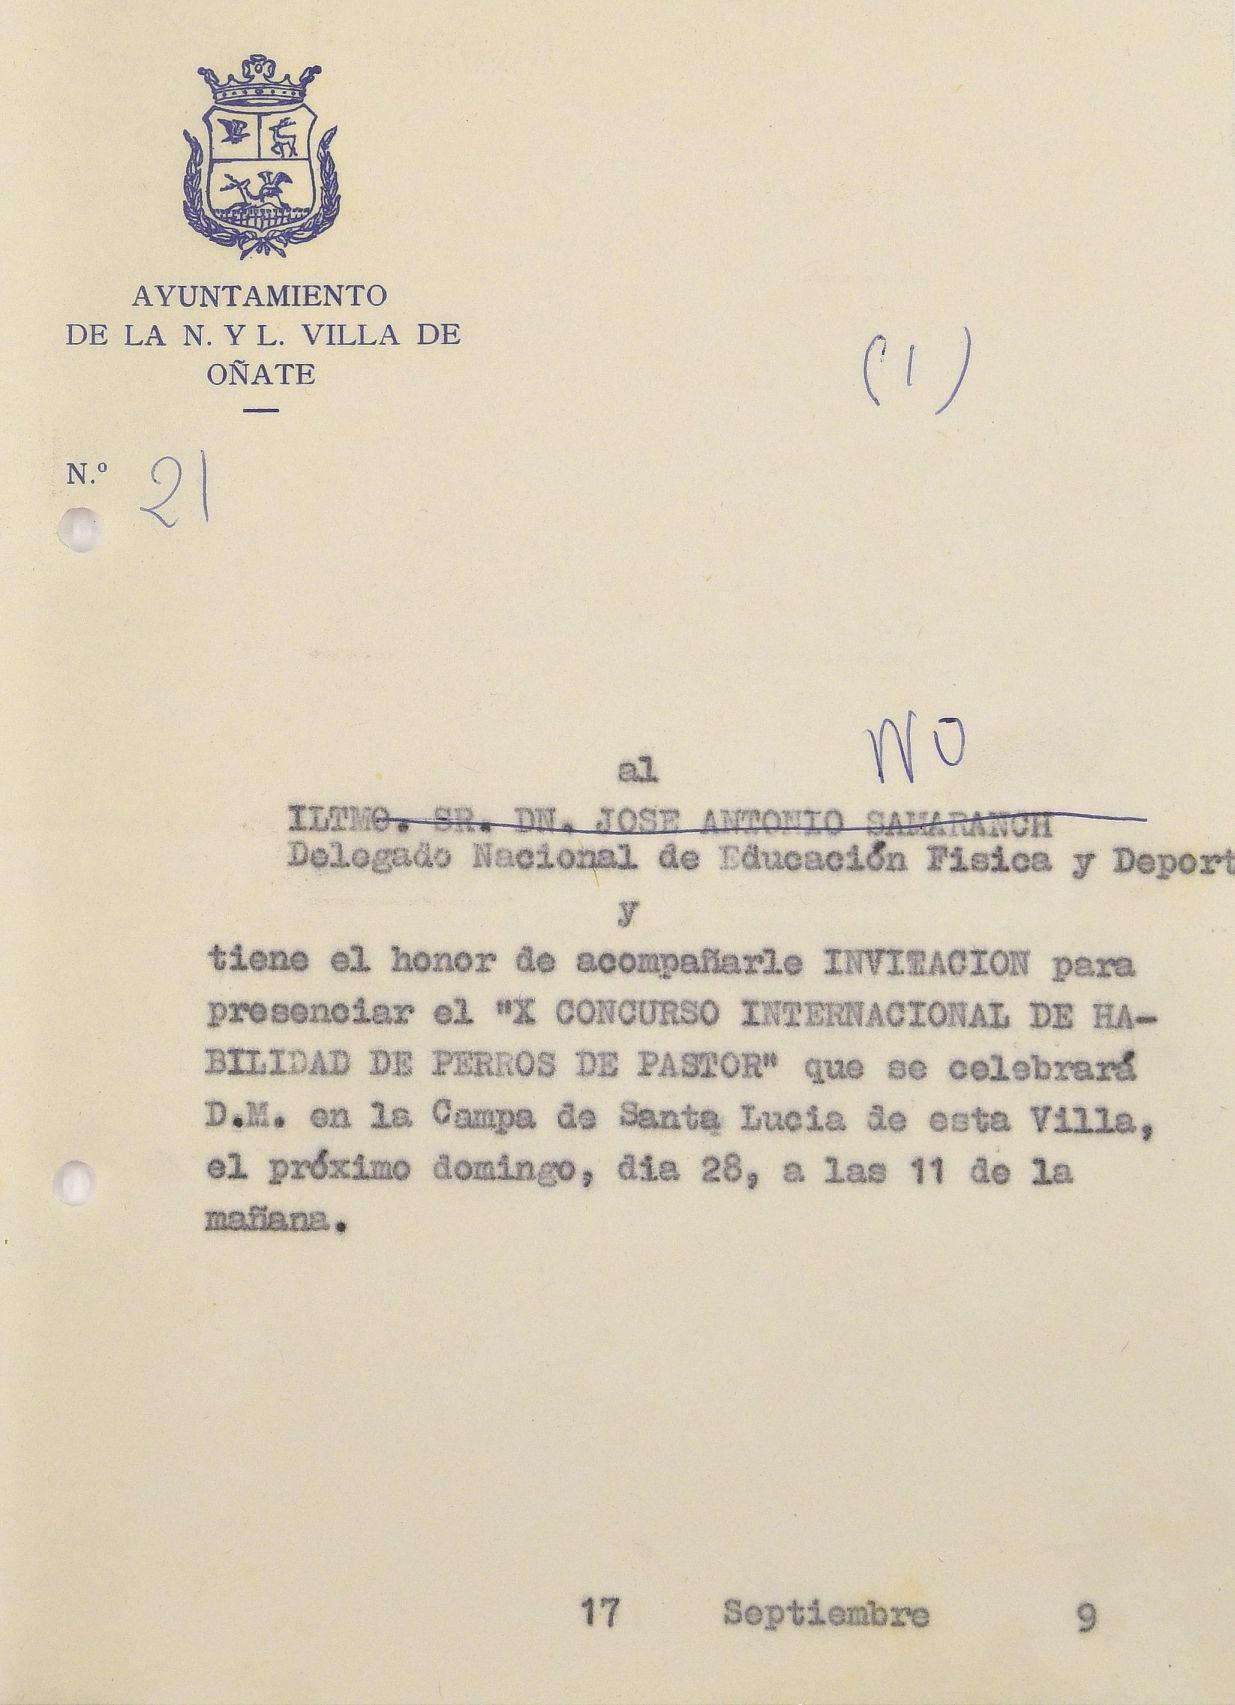 AYUNTAMIENTO
DE LA N. Y L. VILLA DE
OÑATE
(1)
N.º 21
NO
al
ILTMO. SR. DN. JOSE ANTONIO SAMARANCH
Delegado Nacional de Educación Fisica y Deport
y
tiene el honor de acompañarle INVITACION para
presenciar el "X CONCURSO INTERNACIONAL DE HA-
BILIDAD DE PERROS DE PASTOR" que se celebrará
D.M. en la Campa de Santa Lucia de esta Villa,
el próximo domingo, dia 28, a las 11 de la
mañana.
17 Septiembre 9